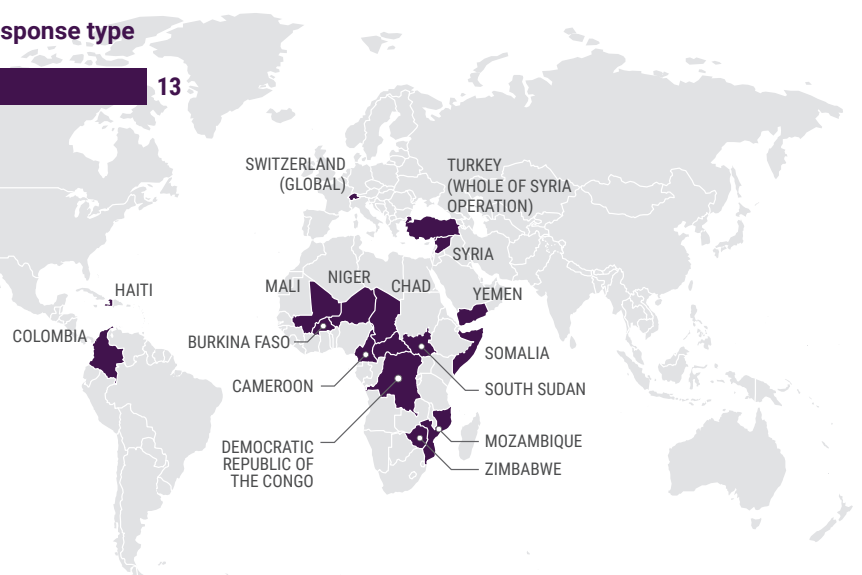 sponse type
13
SWITZERLAND
(GLOBAL)
TURKEY
(WHOLE OF SYRIA
OPERATION)
SYRIA
HAITI
MALI
NIGER
CHAD
YEMEN
COLOMBIA
BURKINA FASO
SOMALIA
CAMEROON
SOUTH SUDAN
DEMOCRATIC
REPUBLIC OF
THE CONGO
MOZAMBIQUE
ZIMBABWE